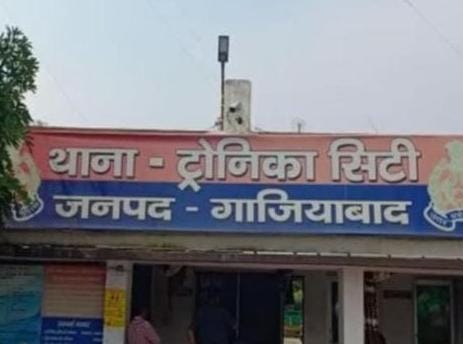 थाना - ट्रोनिका सिटी
जनपद - गाजियाबाद